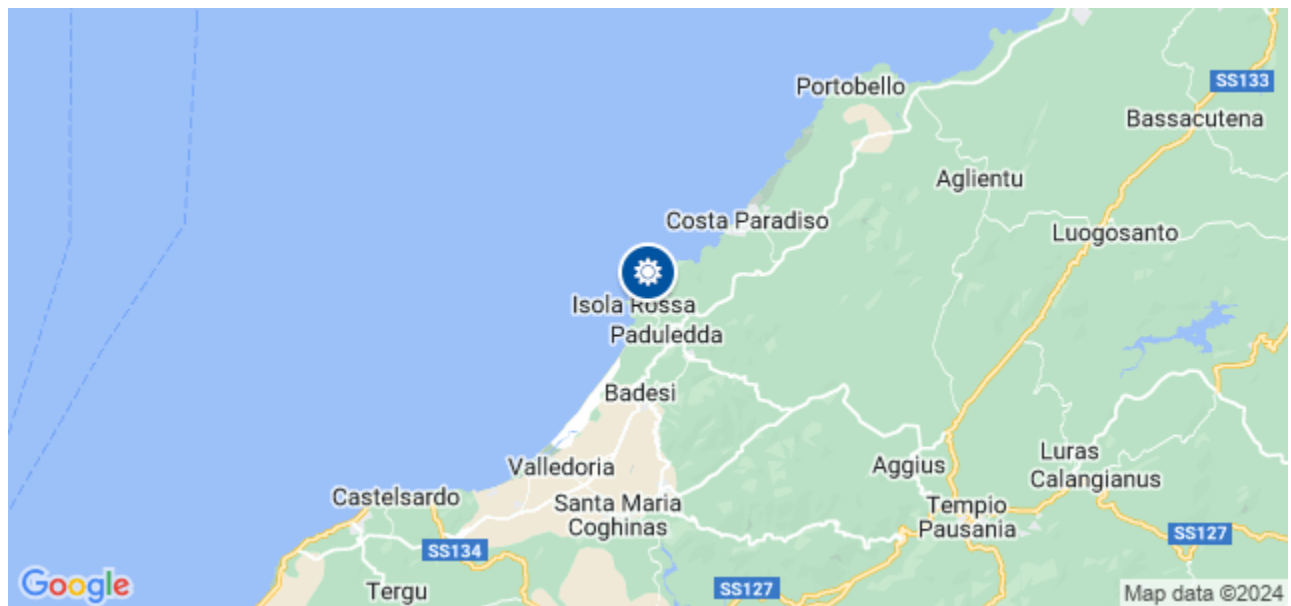 Portobello
SS133
Bassacutena
Aglientu
Costa Paradiso
Luogosanto
Isola Rossa
Paduledda
Badesi
Valledoria
Aggius
Luras
Calangianus
Castelsardo
Santa Maria
Coghinas
Tempio
Pausania
SS134
SS127
SS127
Tergu
Google
Map data ©2024